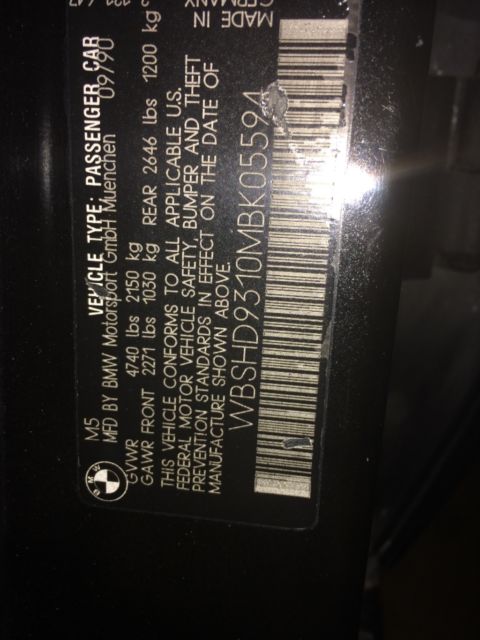 M5 VEHICLE TYPE: PASSENGER CAR
MFD BY BMW Motorsport GmbH Muenchen 09/90
GVWR 4740 lbs 2150 kg
GAWR FRONT 2271 lbs 1030 kg REAR 2646 lbs 1200 kg
THIS VEHICLE CONFORMS TO ALL APPLICABLE U.S.
FEDERAL MOTOR VEHICLE SAFETY, BUMPER AND THEFT
PREVENTION STANDARDS IN EFFECT ON THE DATE OF
MANUFACTURE SHOWN ABOVE.
WBSHD9310MBK05594
MADE IN
GERMANY
BMW